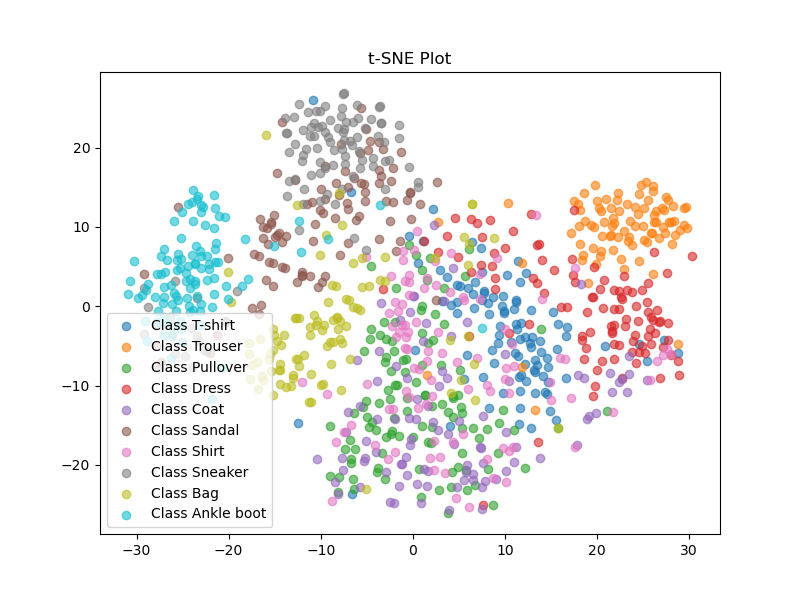 t-SNE Plot
20
10
0
−10
−20
Class T-shirt
Class Trouser
Class Pullover
Class Dress
Class Coat
Class Sandal
Class Shirt
Class Sneaker
Class Bag
Class Ankle boot
−30 −20 −10 0 10 20 30